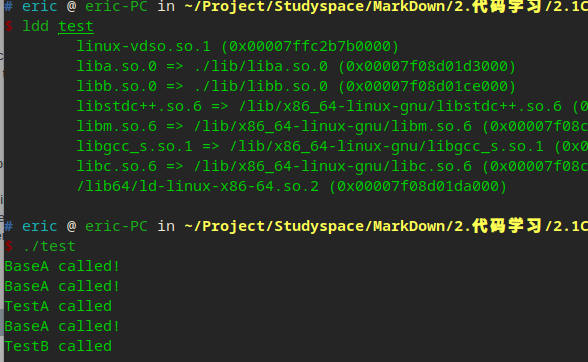 # eric @ eric-PC in ~/Project/Studyspace/MarkDown/2.代码学习/2.1C
$ ldd test
linux-vdso.so.1 (0x00007ffc2b7b0000)
liba.so.0 => ./lib/liba.so.0 (0x00007f08d01d3000)
libb.so.0 => ./lib/libb.so.0 (0x00007f08d01ce000)
libstdc++.so.6 => /lib/x86_64-linux-gnu/libstdc++.so.6 (0
libm.so.6 => /lib/x86_64-linux-gnu/libm.so.6 (0x00007f08c
libgcc_s.so.1 => /lib/x86_64-linux-gnu/libgcc_s.so.1 (0x0
libc.so.6 => /lib/x86_64-linux-gnu/libc.so.6 (0x00007f08c
/lib64/ld-linux-x86-64.so.2 (0x00007f08d01da000)
# eric @ eric-PC in ~/Project/Studyspace/MarkDown/2.代码学习/2.1C
$ ./test
BaseA called!
BaseA called!
TestA called
BaseA called!
TestB called